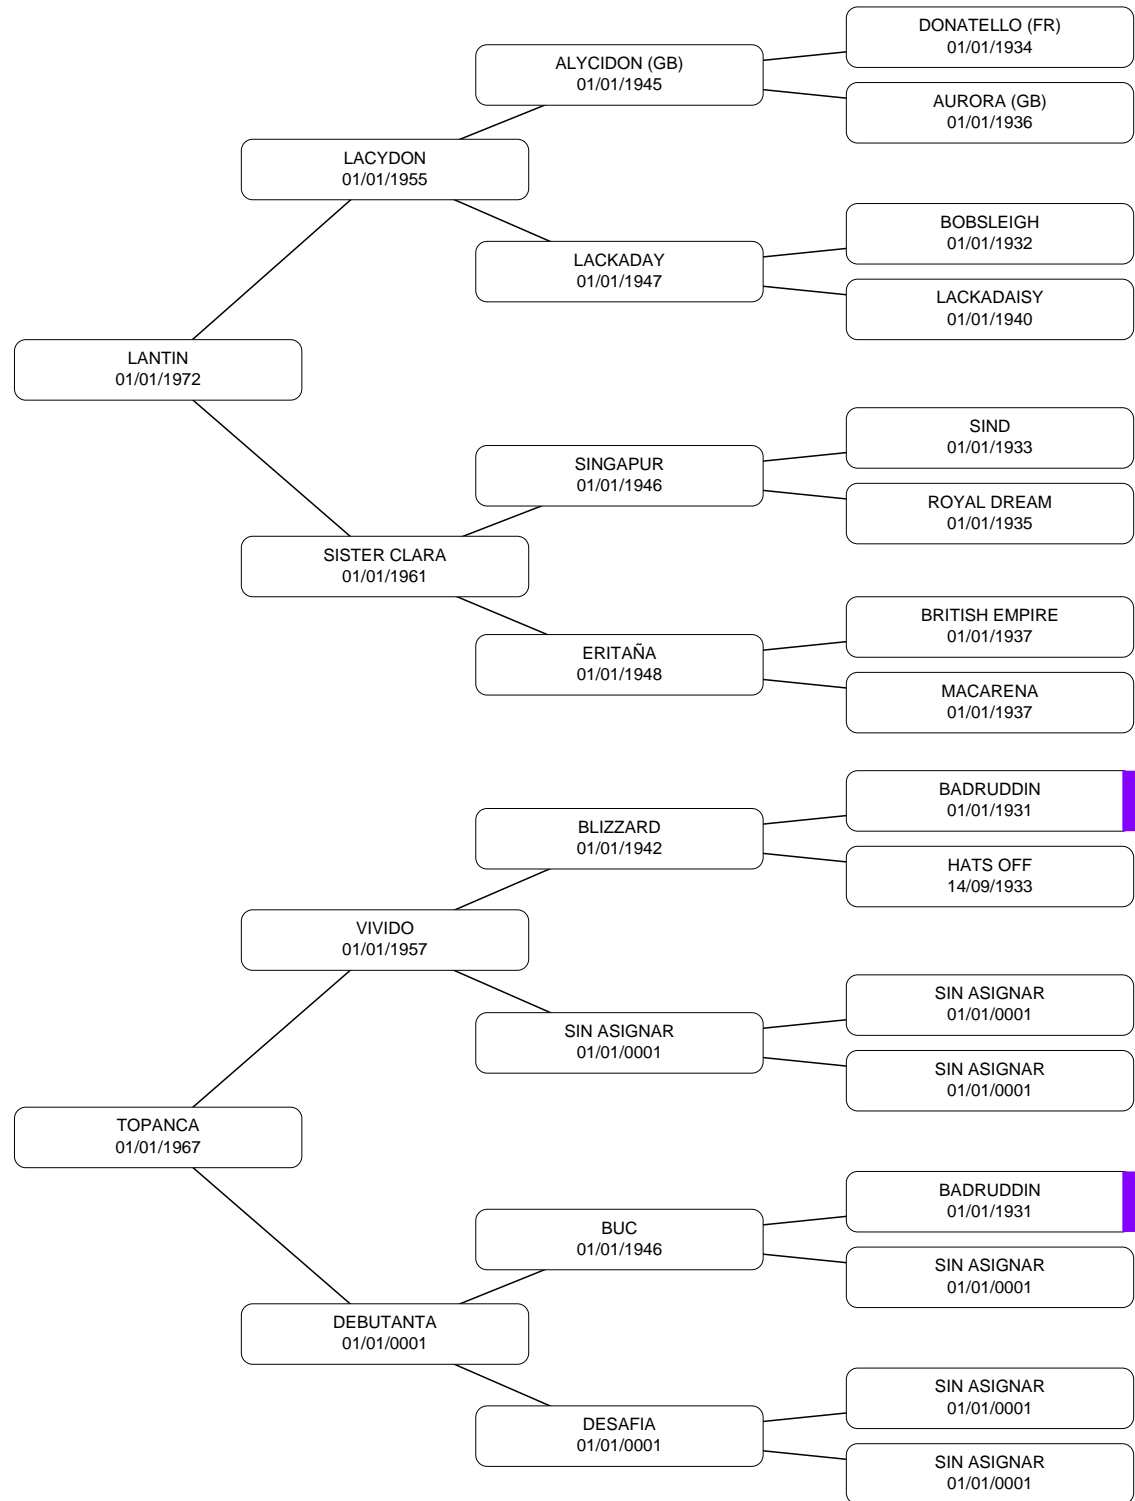 DONATELLO (FR)
01/01/1934
ALYCIDON (GB)
01/01/1945
AURORA (GB)
01/01/1936
LACYDON
01/01/1955
BOBSLEIGH
01/01/1932
LACKADAY
01/01/1947
LACKADAISY
01/01/1940
LANTIN
01/01/1972
SIND
01/01/1933
SINGAPUR
01/01/1946
ROYAL DREAM
01/01/1935
SISTER CLARA
01/01/1961
BRITISH EMPIRE
01/01/1937
ERITAÑA
01/01/1948
MACARENA
01/01/1937
BADRUDDIN
01/01/1931
BLIZZARD
01/01/1942
HATS OFF
14/09/1933
VIVIDO
01/01/1957
SIN ASIGNAR
01/01/0001
SIN ASIGNAR
01/01/0001
SIN ASIGNAR
01/01/0001
TOPANCA
01/01/1967
BADRUDDIN
01/01/1931
BUC
01/01/1946
SIN ASIGNAR
01/01/0001
DEBUTANTA
01/01/0001
SIN ASIGNAR
01/01/0001
DESAFIA
01/01/0001
SIN ASIGNAR
01/01/0001